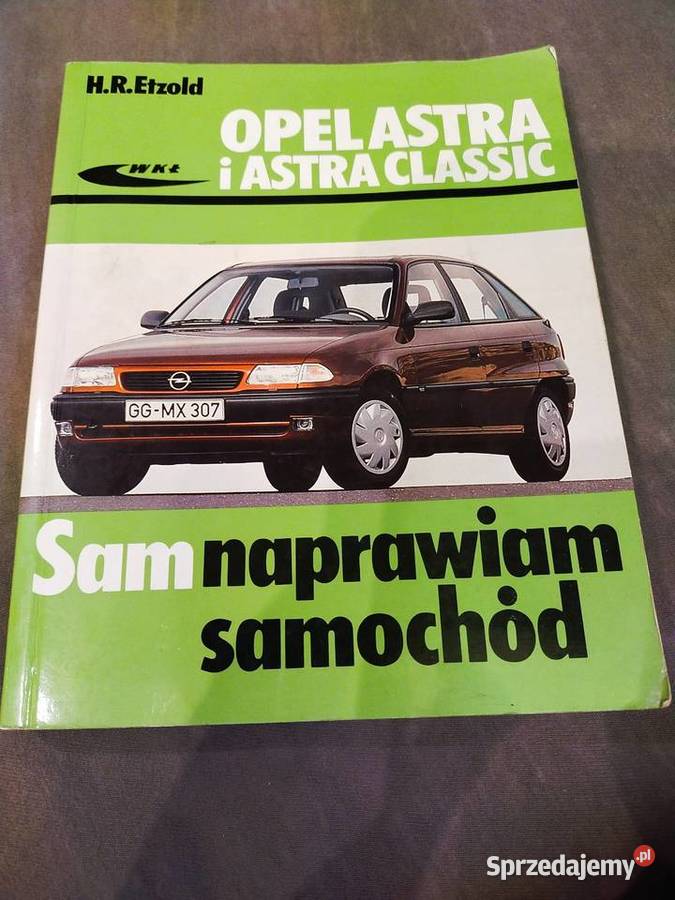 H.R.Etzold
OPEL ASTRA
WKŁ
i ASTRA CLASSIC
GG-MX 307
Sam naprawiam
samochód
Sprzedajemy.pl